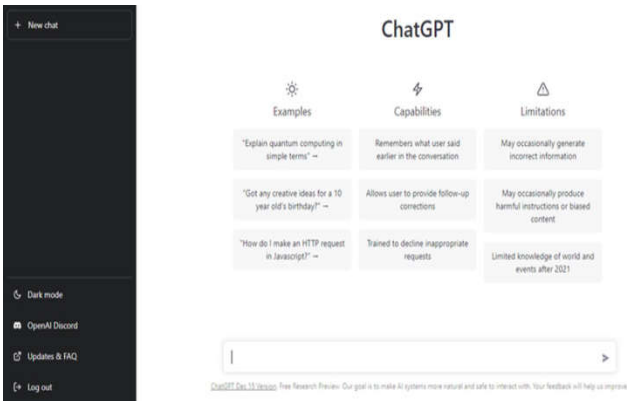 + New chat
Dark mode
OpenAI Discord
Updates & FAQ
Log out
ChatGPT
Examples
"Explain quantum computing in
simple terms" →
"Got any creative ideas for a 10
year old's birthday?" →
"How do I make an HTTP request
in Javascript?" →
Capabilities
Remembers what user said
earlier in the conversation
Allows user to provide follow-up
corrections
Trained to decline inappropriate
requests
Limitations
May occasionally generate
incorrect information
May occasionally produce
harmful instructions or biased
content
Limited knowledge of world and
events after 2021
ChatGPT Dec 15 Version. Free Research Preview. Our goal is to make AI systems more natural and safe to interact with. Your feedback will help us improve